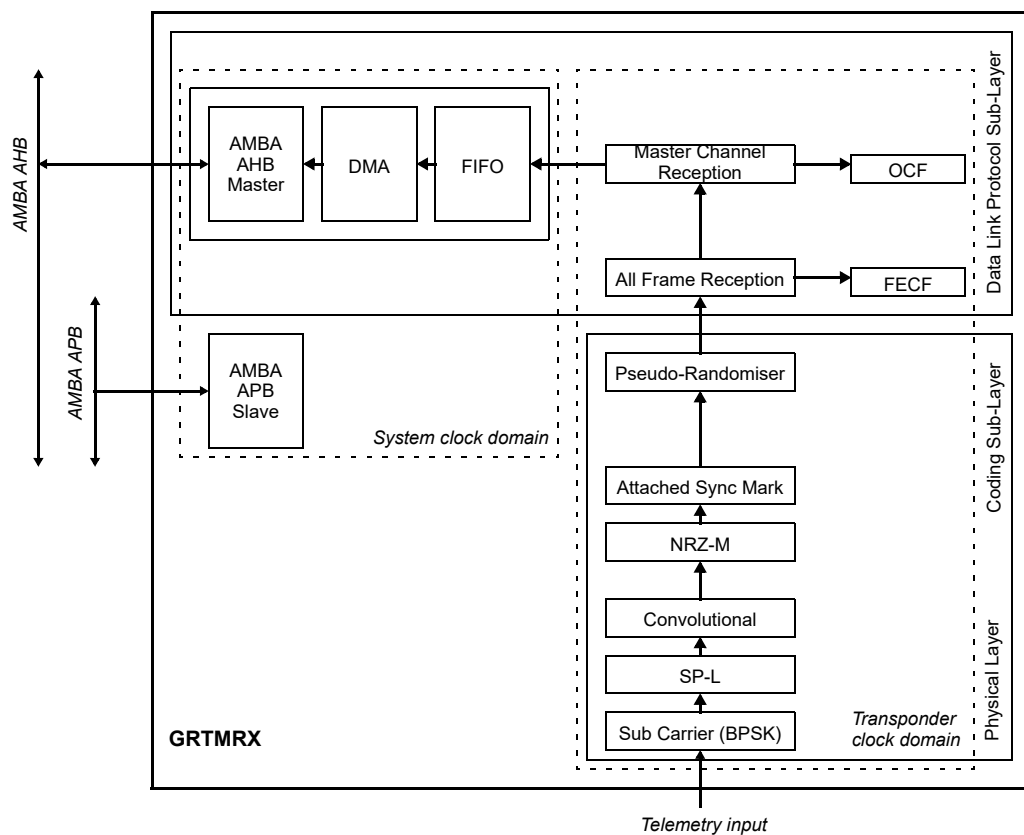 AMBA AHB
AMBA APB
AMBA
AHB
Master
DMA
FIFO
Master Channel
Reception
OCF
All Frame Reception
FECF
Data Link Protocol Sub-Layer
AMBA
APB
Slave
System clock domain
Pseudo-Randomiser
Attached Sync Mark
NRZ-M
Convolutional
SP-L
Sub Carrier (BPSK)
Coding Sub-Layer
Physical Layer
Transponder
clock domain
GRTMRX
Telemetry input